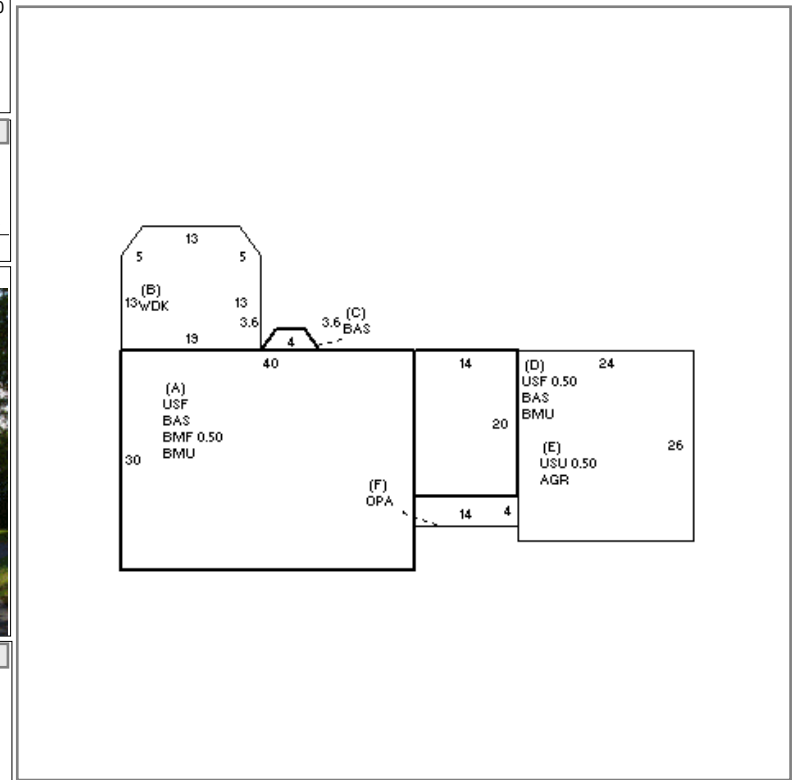 13
5 5
(B)
13 WDK 13
3.6 3.6 (C)
BAS
19 4
40 14 (D) 24
USF 0.50
BAS
BMU
(A)
USF
BAS
BMF 0.50
BMU
20
(E) 26
USU 0.50
AGR
30
(F)
OPA
14 4